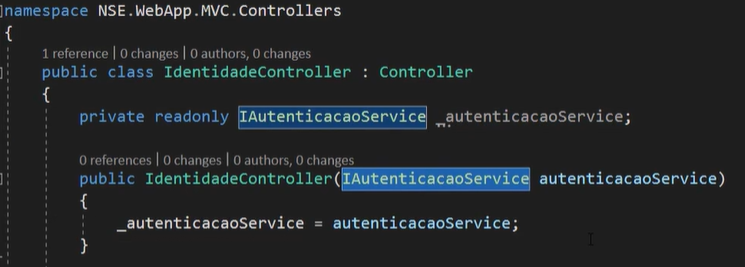 namespace NSE.WebApp.MVC.Controllers
{
1 reference | 0 changes | 0 authors, 0 changes
public class IdentidadeController : Controller
{
private readonly IAutenticacaoService _autenticacaoService;
0 references | 0 changes | 0 authors, 0 changes
public IdentidadeController(IAutenticacaoService autenticacaoService)
{
_autenticacaoService = autenticacaoService;
}